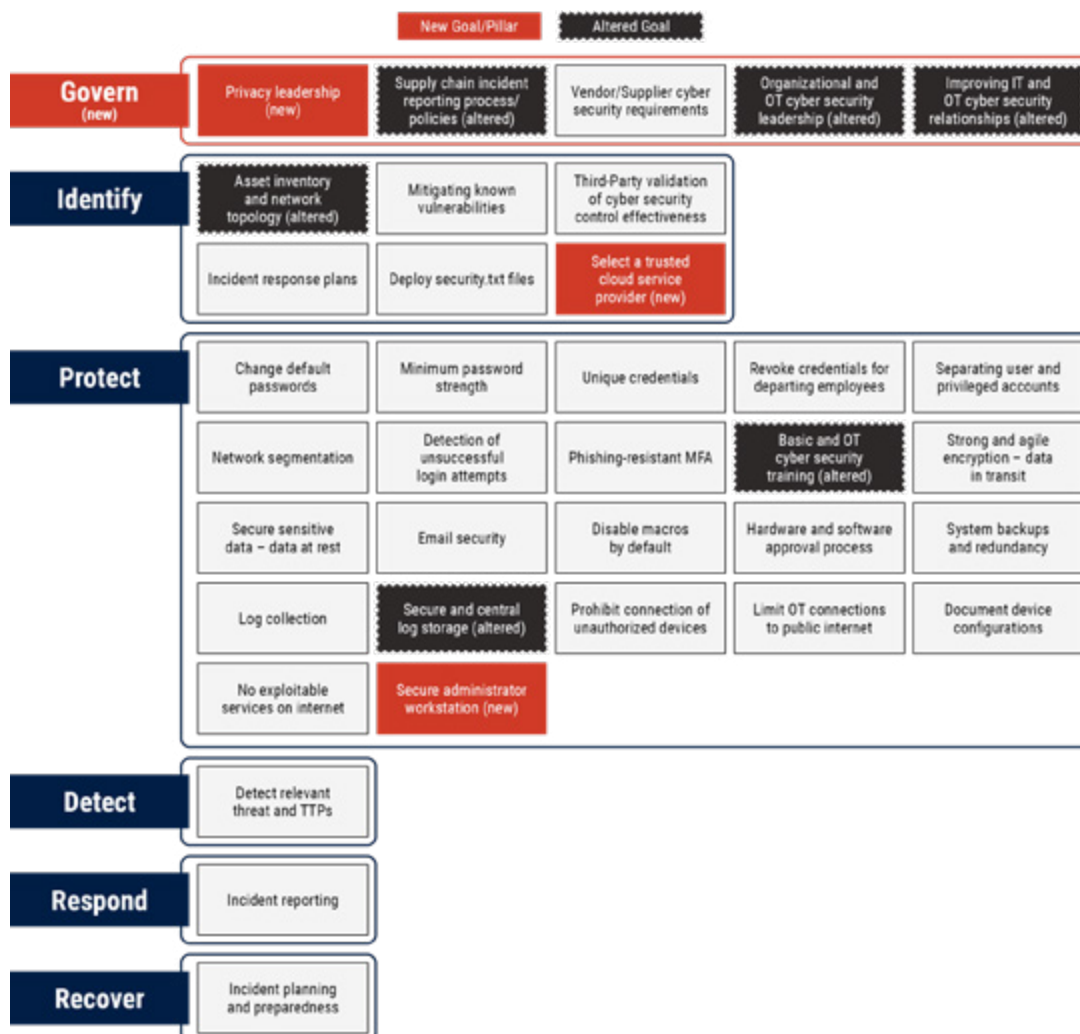 New Goal/Pillar
Altered Goal
Govern
(new)
Privacy leadership
(new)
Supply chain incident
reporting process/
policies (altered)
Vendor/Supplier cyber
security requirements
Organizational and
OT cyber security
leadership (altered)
Improving IT and
OT cyber security
relationships (altered)
Identify
Asset inventory
and network
topology (altered)
Mitigating known
vulnerabilities
Third-Party validation
of cyber security
control effectiveness
Incident response plans
Deploy security.txt files
Select a trusted
cloud service
provider (new)
Protect
Change default
passwords
Minimum password
strength
Unique credentials
Revoke credentials for
departing employees
Separating user and
privileged accounts
Network segmentation
Detection of
unsuccessful
login attempts
Phishing-resistant MFA
Basic and OT
cyber security
training (altered)
Strong and agile
encryption – data
in transit
Secure sensitive
data – data at rest
Email security
Disable macros
by default
Hardware and software
approval process
System backups
and redundancy
Log collection
Secure and central
log storage (altered)
Prohibit connection of
unauthorized devices
Limit OT connections
to public internet
Document device
configurations
No exploitable
services on internet
Secure administrator
workstation (new)
Detect
Detect relevant
threat and TTPs
Respond
Incident reporting
Recover
Incident planning
and preparedness